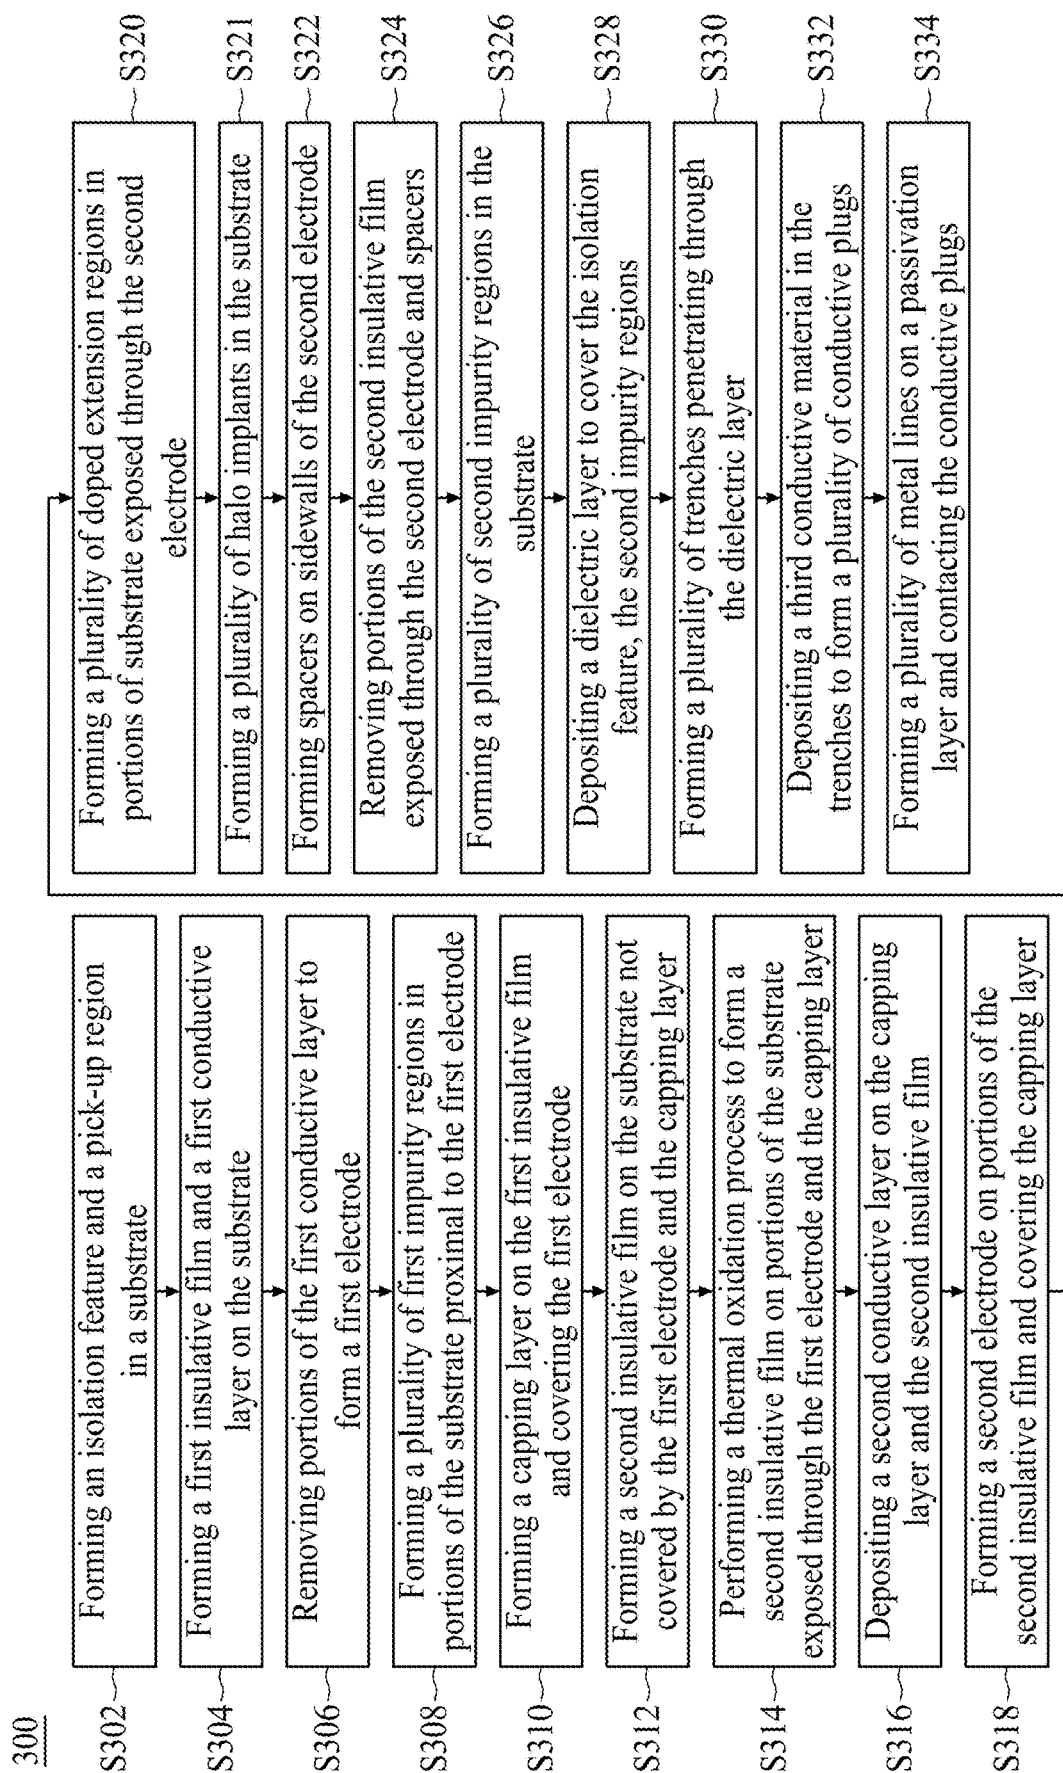 300
S302
Forming an isolation feature and a pick-up region
in a substrate
S304
Forming a first insulative film and a first conductive
layer on the substrate
S306
Removing portions of the first conductive layer to
form a first electrode
S308
Forming a plurality of first impurity regions in
portions of the substrate proximal to the first electrode
S310
Forming a capping layer on the first insulative film
and covering the first electrode
S312
Forming a second insulative film on the substrate not
covered by the first electrode and the capping layer
S314
Performing a thermal oxidation process to form a
second insulative film on portions of the substrate
exposed through the first electrode and the capping layer
S316
Depositing a second conductive layer on the capping
layer and the second insulative film
S318
Forming a second electrode on portions of the
second insulative film and covering the capping layer
Forming a plurality of doped extension regions in
portions of substrate exposed through the second
electrode
S320
Forming a plurality of halo implants in the substrate
S321
Forming spacers on sidewalls of the second electrode
S322
Removing portions of the second insulative film
exposed through the second electrode and spacers
S324
Forming a plurality of second impurity regions in the
substrate
S326
Depositing a dielectric layer to cover the isolation
feature, the second impurity regions
S328
Forming a plurality of trenches penetrating through
the dielectric layer
S330
Depositing a third conductive material in the
trenches to form a plurality of conductive plugs
S332
Forming a plurality of metal lines on a passivation
layer and contacting the conductive plugs
S334